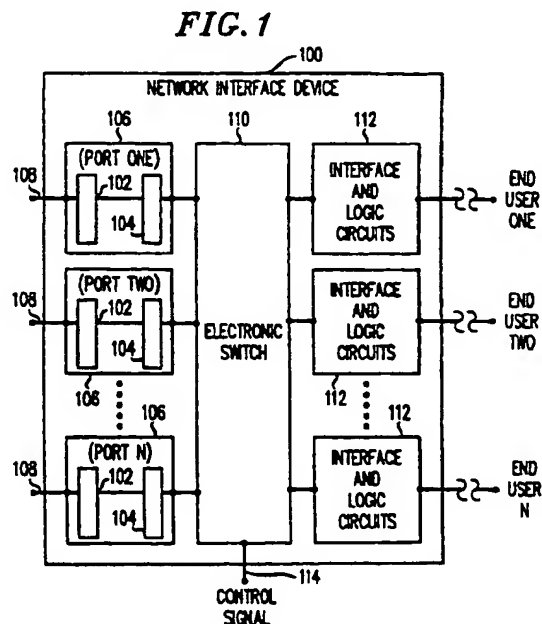 FIG. 1
100
NETWORK INTERFACE DEVICE
106
110
112
(PORT ONE)
108
102
104
INTERFACE
AND
LOGIC
CIRCUITS
END
USER
ONE
(PORT TWO)
108
102
104
106
ELECTRONIC
SWITCH
INTERFACE
AND
LOGIC
CIRCUITS
112
END
USER
TWO
106
112
(PORT N)
108
102
104
INTERFACE
AND
LOGIC
CIRCUITS
END
USER
N
114
CONTROL
SIGNAL